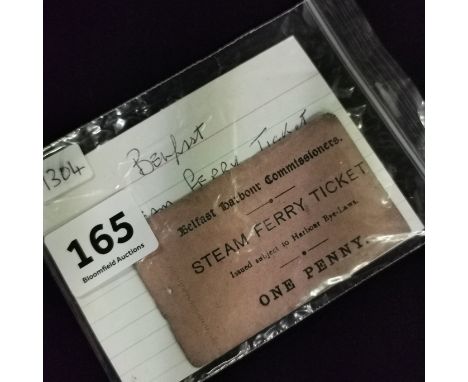 1304
Belfast
Ferry Ticket
165
Bloomfield Auctions
Belfast Harbour Commissioners.
STEAM FERRY TICKET
Issued subject to Harbour Bye-Laws.
ONE PENNY.